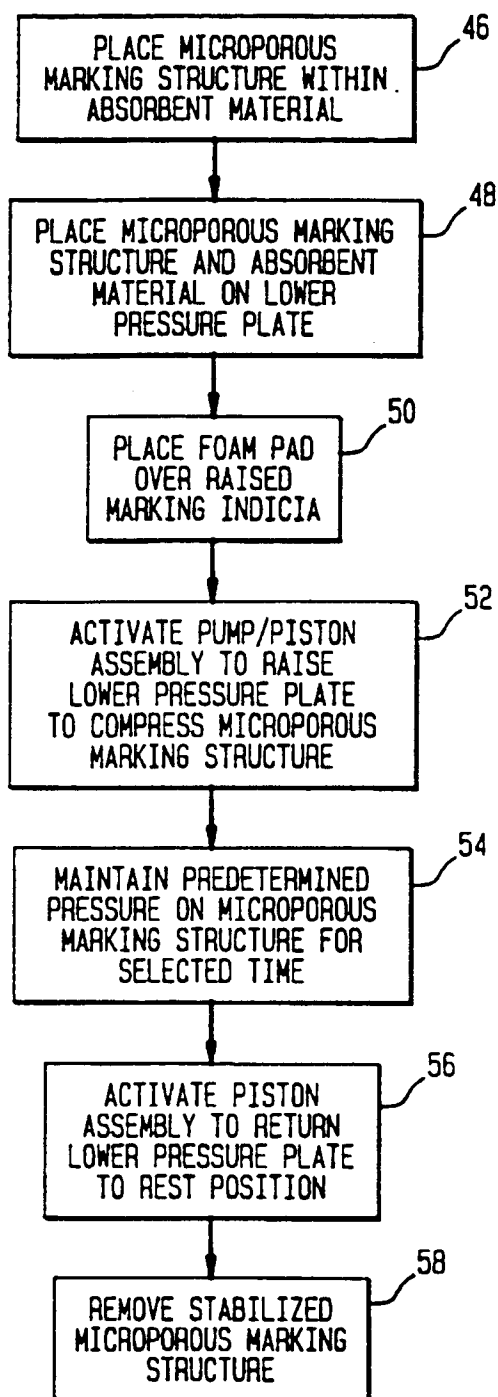 PLACE MICROPOROUS
MARKING STRUCTURE WITHIN
ABSORBENT MATERIAL
46
PLACE MICROPOROUS MARKING
STRUCTURE AND ABSORBENT
MATERIAL ON LOWER
PRESSURE PLATE
48
PLACE FOAM PAD
OVER RAISED
MARKING INDICIA
50
ACTIVATE PUMP/PISTON
ASSEMBLY TO RAISE
LOWER PRESSURE PLATE
TO COMPRESS MICROPOROUS
MARKING STRUCTURE
52
MAINTAIN PREDETERMINED
PRESSURE ON MICROPOROUS
MARKING STRUCTURE FOR
SELECTED TIME
54
ACTIVATE PISTON
ASSEMBLY TO RETURN
LOWER PRESSURE PLATE
TO REST POSITION
56
REMOVE STABILIZED
MICROPOROUS MARKING
STRUCTURE
58